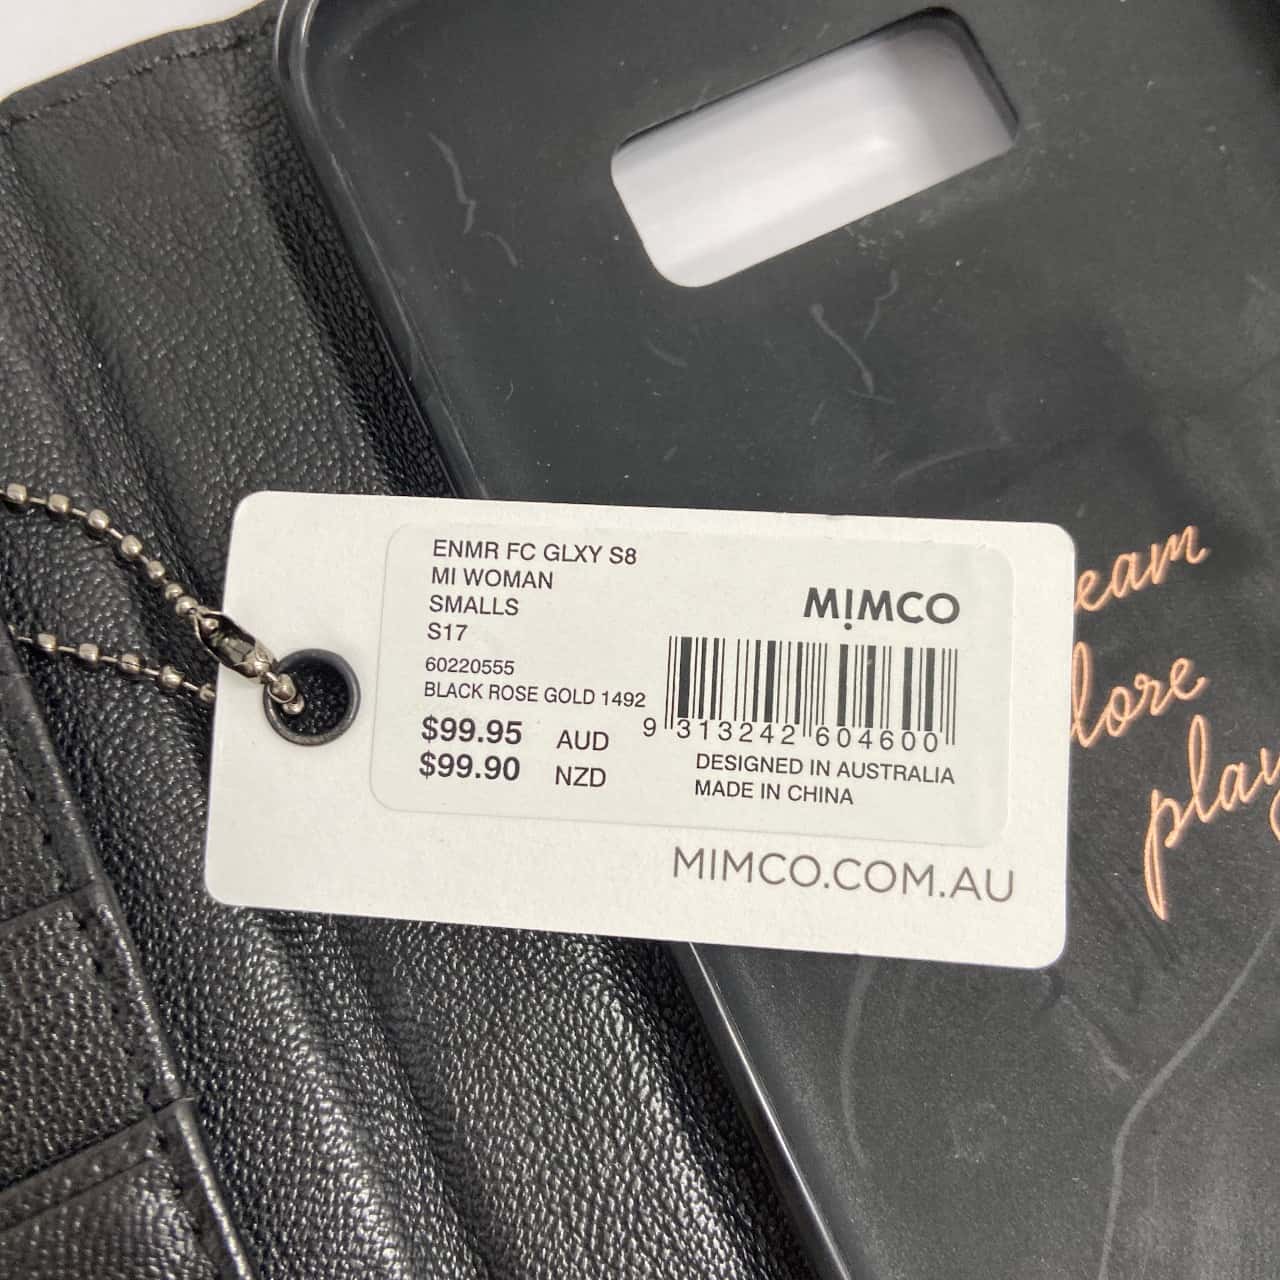 ENMR FC GLXY S8
MI WOMAN
SMALLS
S17
60220555
BLACK ROSE GOLD 1492
$99.95 AUD
$99.90 NZD
MIMCO
9 313242 604600
DESIGNED IN AUSTRALIA
MADE IN CHINA
MIMCO.COM.AU
play